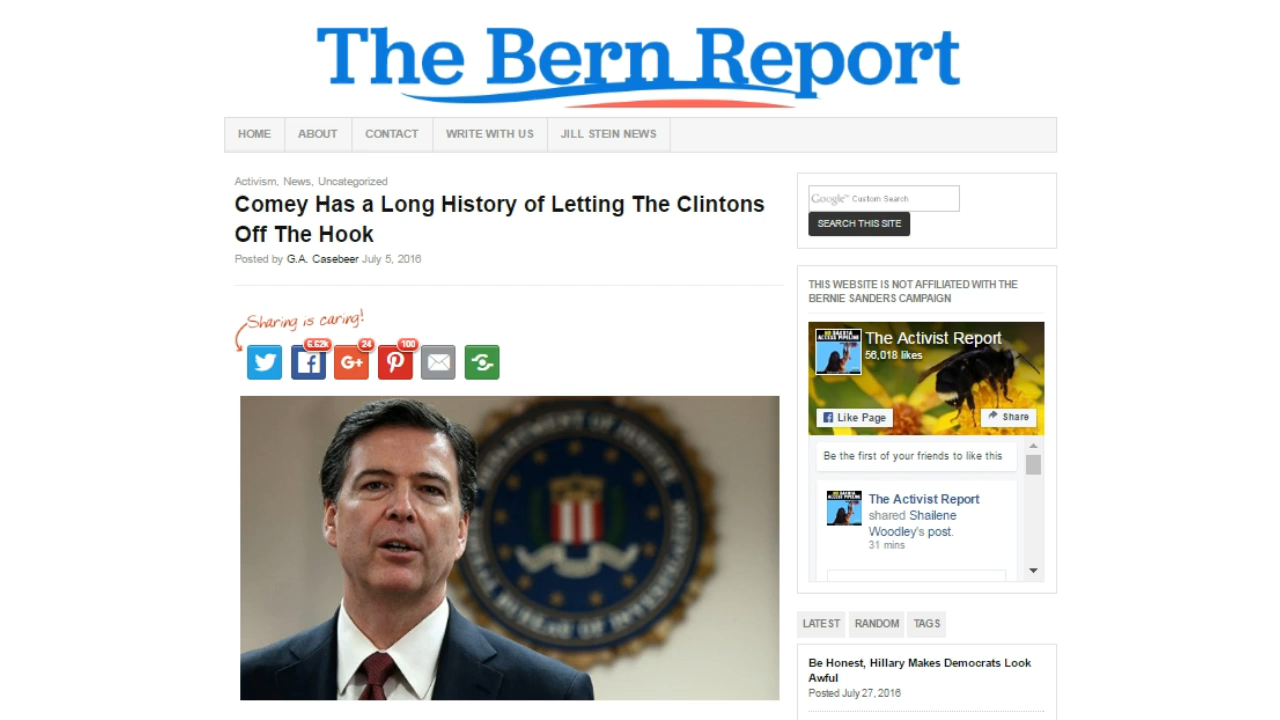 The Bern Report
HOME
ABOUT
CONTACT
WRITE WITH US
JILL STEIN NEWS
Activism, News, Uncategorized
Comey Has a Long History of Letting The Clintons
Off The Hook
Posted by G.A. Casebeer July 5, 2016
Sharing is caring!
6.62k
24
100
Google™ Custom Search
SEARCH THIS SITE
THIS WEBSITE IS NOT AFFILIATED WITH THE
BERNIE SANDERS CAMPAIGN
The Activist Report
56,018 likes
Like Page
Share
Be the first of your friends to like this
The Activist Report
shared Shailene
Woodley's post.
31 mins
LATEST
RANDOM
TAGS
Be Honest, Hillary Makes Democrats Look
Awful
Posted July 27, 2016